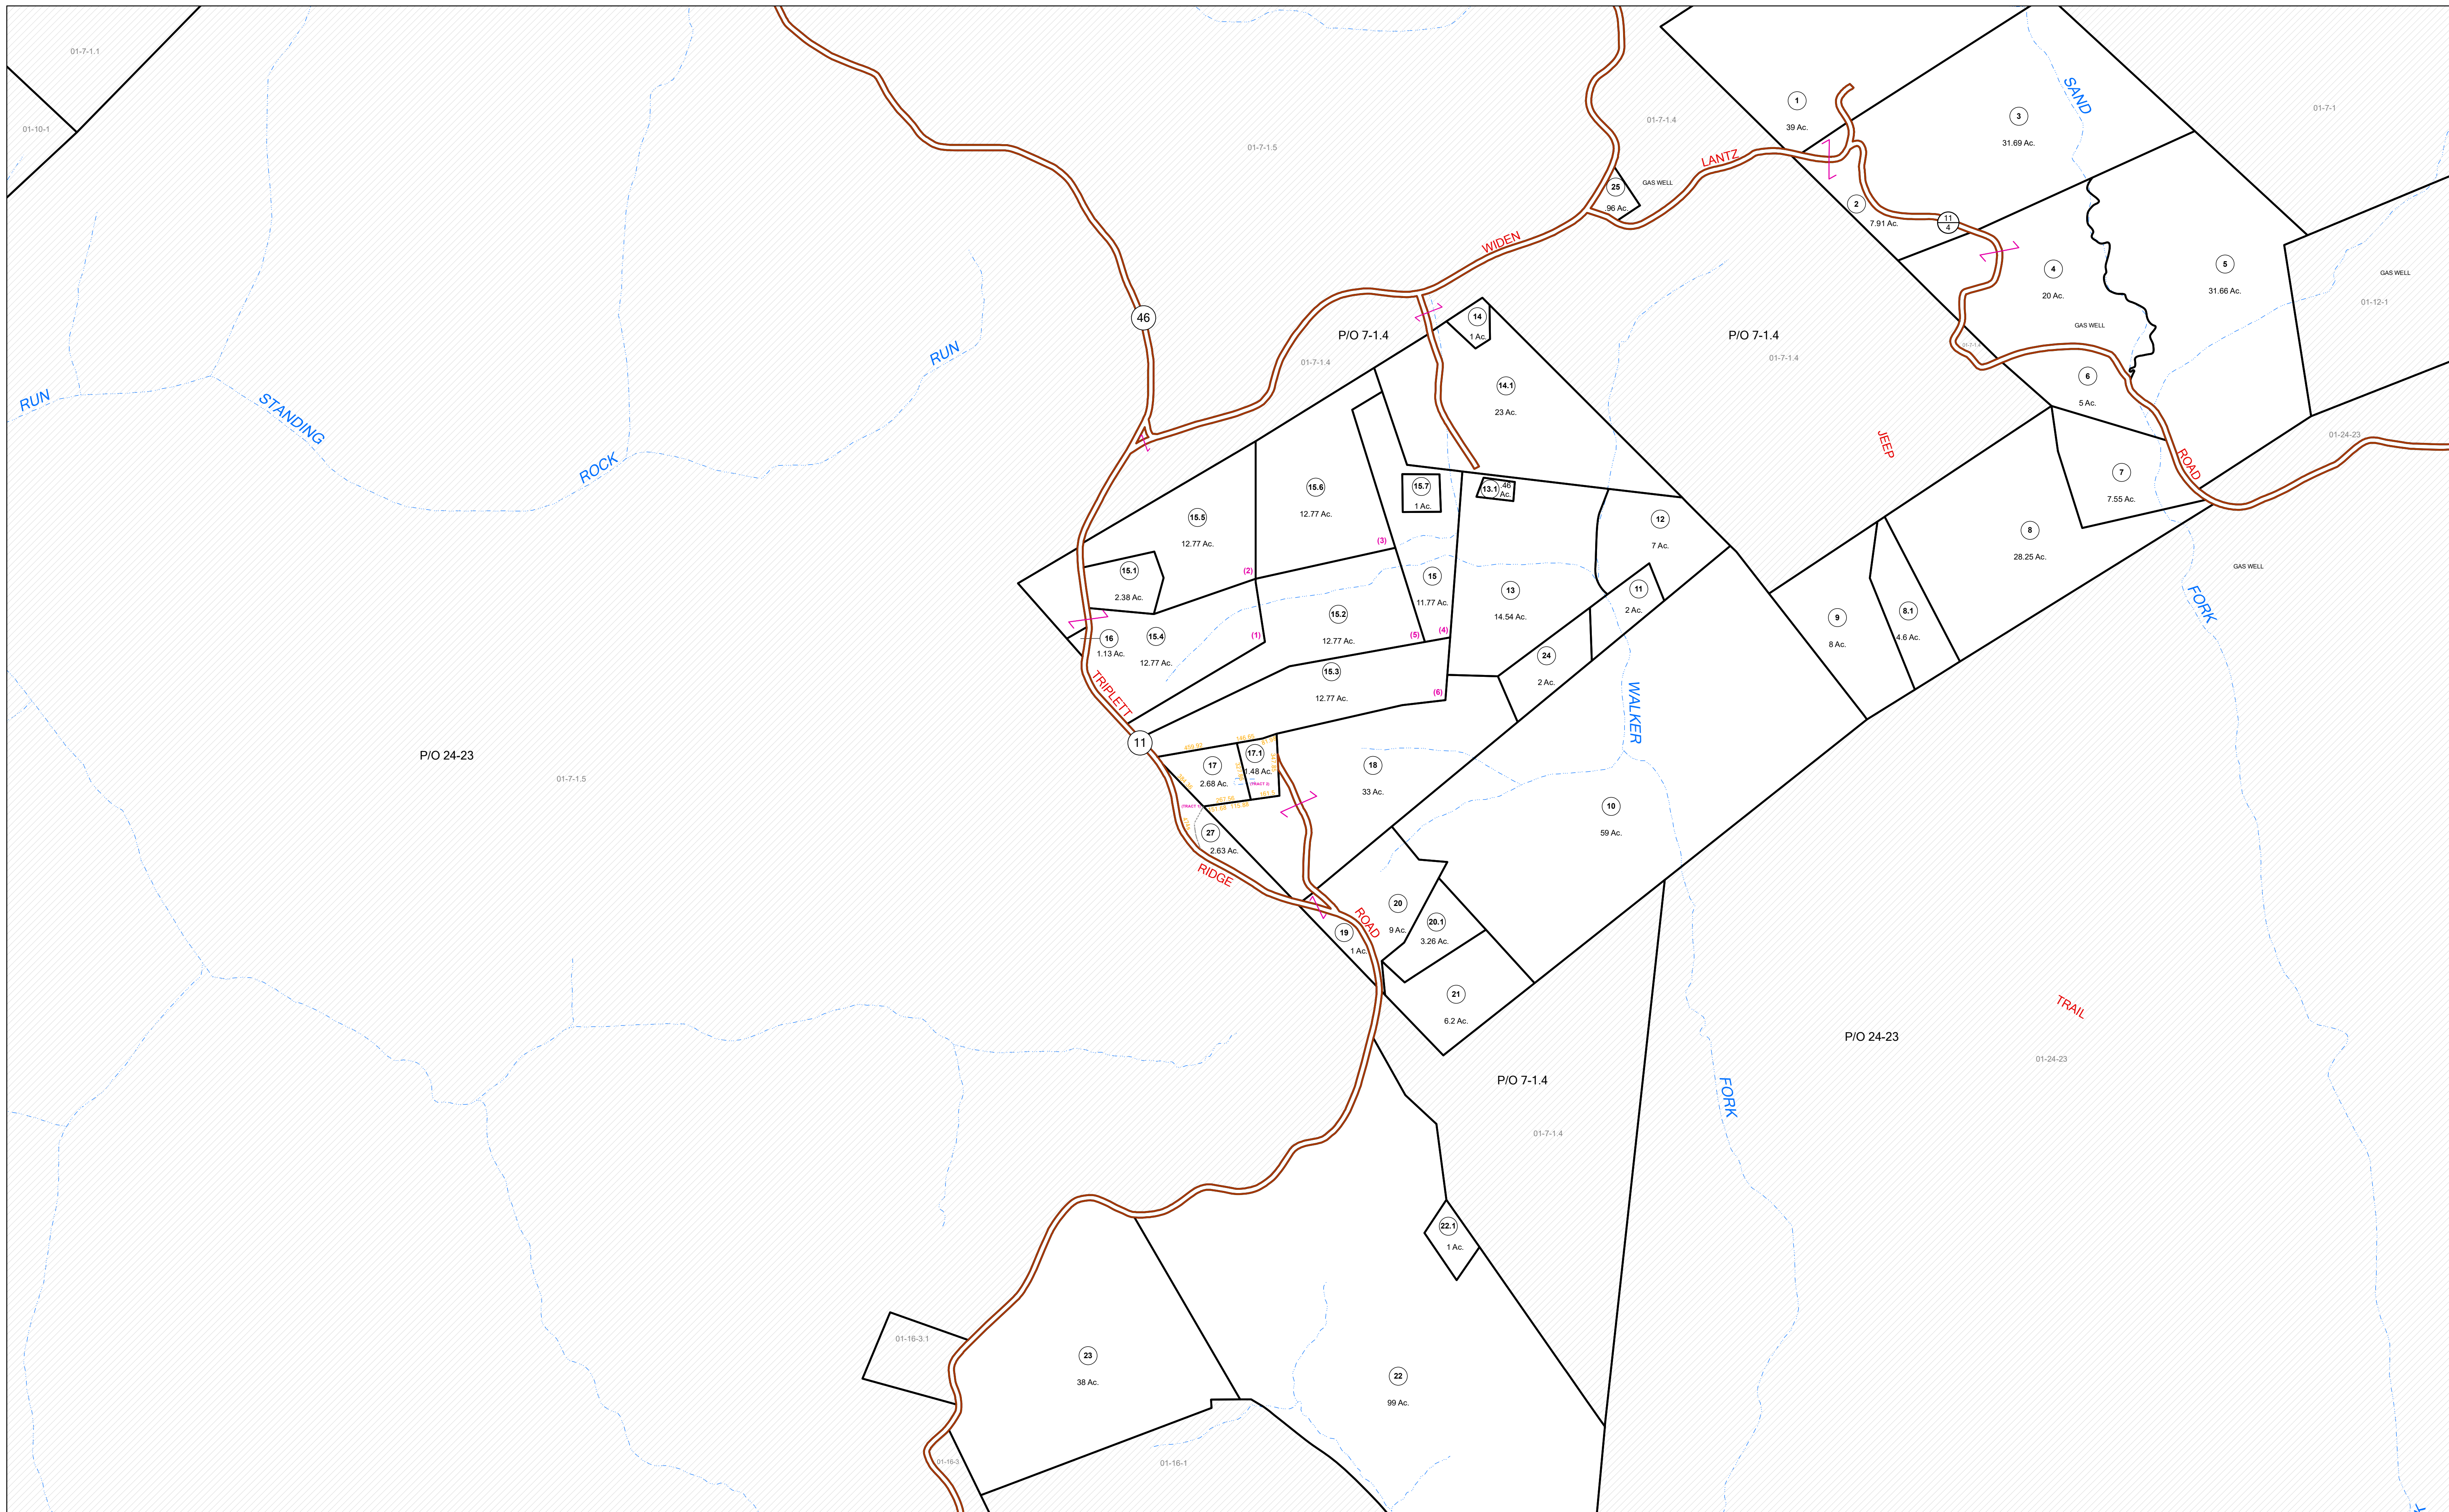 01-7-1.1
01-10-1
01-7-1.5
01-7-1.4
01-7-1
1
39 Ac.
SAND
3
31.69 Ac.
LANTZ
25
.96 Ac.
GAS WELL
2
7.91 Ac.
11
4
WIDEN
4
20 Ac.
GAS WELL
5
31.66 Ac.
GAS WELL
01-12-1
46
P/O 7-1.4
01-7-1.4
14
1 Ac.
P/O 7-1.4
01-7-1.4
01-7-1.4
RUN
RUN
STANDING
ROCK
14.1
23 Ac.
6
5 Ac.
JEEP
01-24-23
ROAD
7
7.55 Ac.
15.6
12.77 Ac.
15.7
1 Ac.
13.1
.46
Ac.
15.5
12.77 Ac.
12
7 Ac.
8
28.25 Ac.
(3)
(2)
15.1
2.38 Ac.
15
11.77 Ac.
13
14.54 Ac.
11
2 Ac.
GAS WELL
FORK
9
8 Ac.
8.1
4.6 Ac.
15.2
12.77 Ac.
16
1.13 Ac.
15.4
12.77 Ac.
(1)
(5)
(4)
24
2 Ac.
15.3
12.77 Ac.
(6)
TRIPLETT
WALKER
11
P/O 24-23
01-7-1.5
17
2.68 Ac.
17.1
1.48 Ac.
(TRACT 2)
(TRACT 1)
18
33 Ac.
10
59 Ac.
27
2.63 Ac.
RIDGE
ROAD
20
9 Ac.
20.1
3.26 Ac.
19
1 Ac.
21
6.2 Ac.
TRAIL
P/O 24-23
01-24-23
P/O 7-1.4
01-7-1.4
FORK
22.1
1 Ac.
01-16-3.1
23
38 Ac.
22
99 Ac.
01-16-3
01-16-1